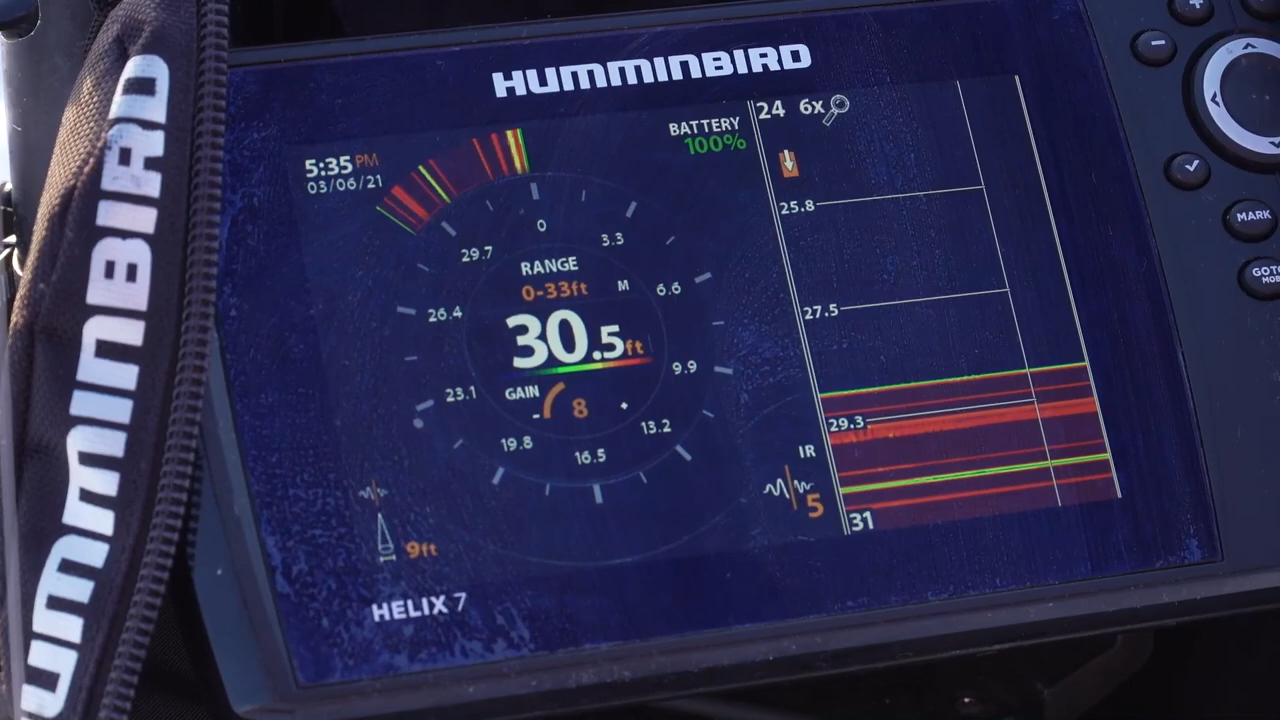 HUMMINBIRD
HUMMINBIRD
5:35 PM
03/06/21
BATTERY
100%
24 6x
25.8
27.5
29.3
31
0
3.3
6.6
9.9
13.2
16.5
19.8
23.1
26.4
29.7
RANGE
0-33ft
M
30.5ft
GAIN
- 8 +
IR
5
9ft
HELIX 7
+
-
MARK
GOTO
MOB